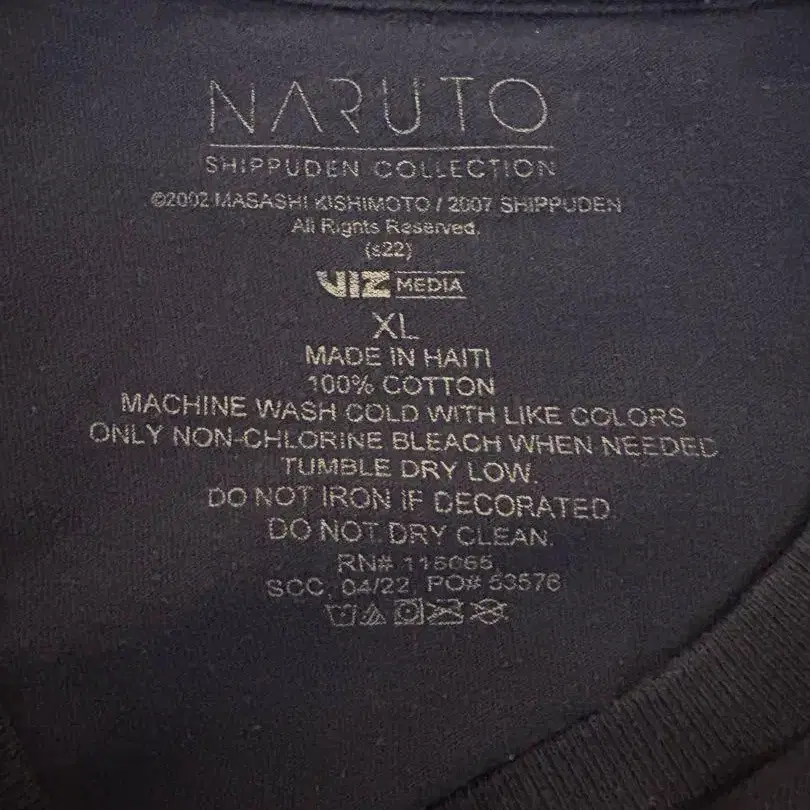 NARUTO
SHIPPUDEN COLLECTION
©2002 MASASHI KISHIMOTO / 2007 SHIPPUDEN
All Rights Reserved.
(s22)
VIZ MEDIA
XL
MADE IN HAITI
100% COTTON
MACHINE WASH COLD WITH LIKE COLORS
ONLY NON-CHLORINE BLEACH WHEN NEEDED
TUMBLE DRY LOW.
DO NOT IRON IF DECORATED.
DO NOT DRY CLEAN.
RN# 115065
SCC, 04/22, PO# 53576